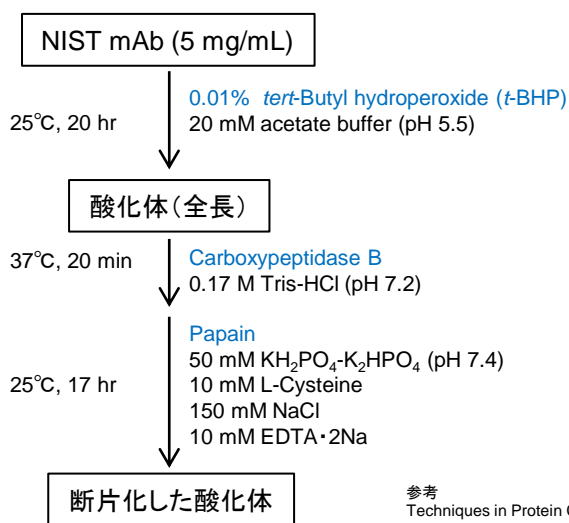 NIST mAb (5 mg/mL)
25℃, 20 hr
0.01% tert-Butyl hydroperoxide (t-BHP)
20 mM acetate buffer (pH 5.5)
酸化体(全長)
37℃, 20 min
Carboxypeptidase B
0.17 M Tris-HCl (pH 7.2)
25℃, 17 hr
Papain
50 mM KH₂PO₄-K₂HPO₄ (pH 7.4)
10 mM L-Cysteine
150 mM NaCl
10 mM EDTA・2Na
断片化した酸化体
参考
Techniques in Protein